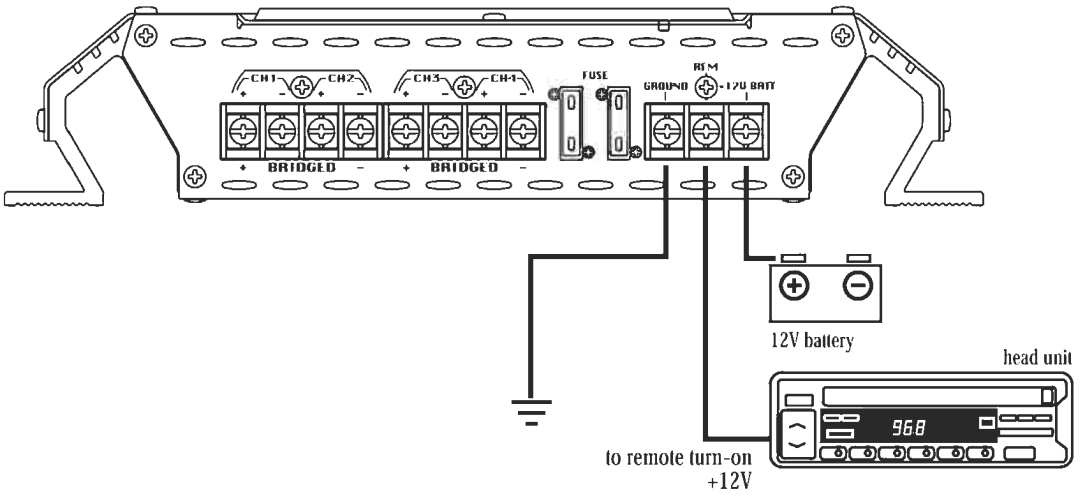 REM
FUSE
CH1 CH2 CH3 CH4
GROUND +12V BATT
+ - + - + - + -
+ BRIDGED - + BRIDGED -
+ -
12V battery
head unit
968
to remote turn-on
+12V